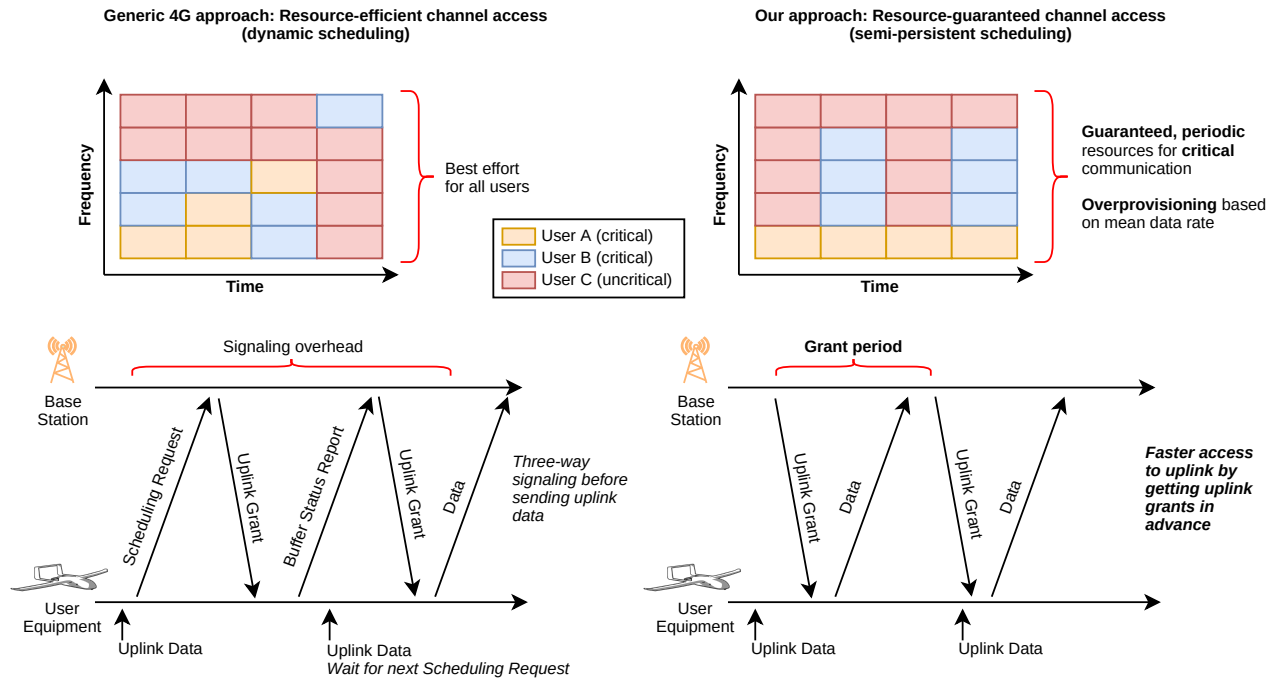 Generic 4G approach: Resource-efficient channel access
(dynamic scheduling)
Frequency
Time
Best effort
for all users
User A (critical)
User B (critical)
User C (uncritical)
Our approach: Resource-guaranteed channel access
(semi-persistent scheduling)
Frequency
Time
Guaranteed, periodic
resources for critical
communication
Overprovisioning based
on mean data rate
Signaling overhead
Base
Station
Scheduling Request
Uplink Grant
Buffer Status Report
Uplink Grant
Data
Three-way
signaling before
sending uplink
data
User
Equipment
Uplink Data
Uplink Data
Wait for next Scheduling Request
Grant period
Base
Station
Uplink Grant
Data
Uplink Grant
Data
Faster access
to uplink by
getting uplink
grants in
advance
User
Equipment
Uplink Data
Uplink Data